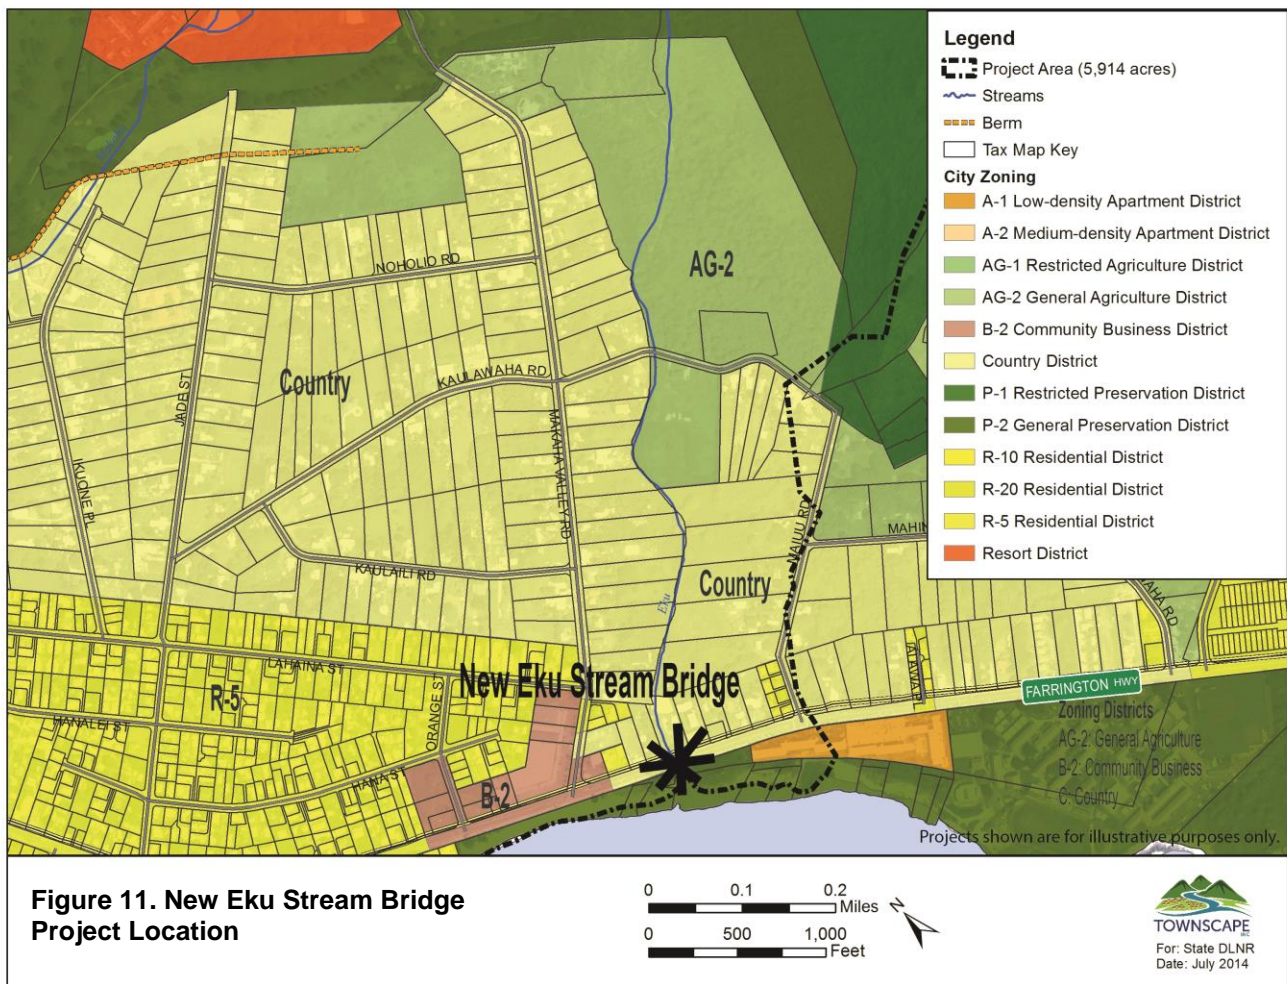 Legend
Project Area (5,914 acres)
Streams
Berm
Tax Map Key
City Zoning
A-1 Low-density Apartment District
A-2 Medium-density Apartment District
AG-1 Restricted Agriculture District
AG-2 General Agriculture District
B-2 Community Business District
Country District
P-1 Restricted Preservation District
P-2 General Preservation District
R-10 Residential District
R-20 Residential District
R-5 Residential District
Resort District
NOHOLIO RD
AG-2
Country
KAULAWAHA RD
JADE ST
MAKAHA VALLEY RD
IKUONE PL
KAULAILI RD
MAIUU RD
MAHIN
Country
Eku
AHA RD
LAHAINA ST
New Eku Stream Bridge
R-5
ORANGE ST
HANALEI ST
HANA ST
B-2
FARRINGTON HWY
Zoning Districts
AG-2: General Agriculture
B-2: Community Business
C: Country
Projects shown are for illustrative purposes only.
Figure 11. New Eku Stream Bridge
Project Location
0 0.1 0.2
Miles
0 500 1,000
Feet
N
TOWNSCAPE
INC
For: State DLNR
Date: July 2014